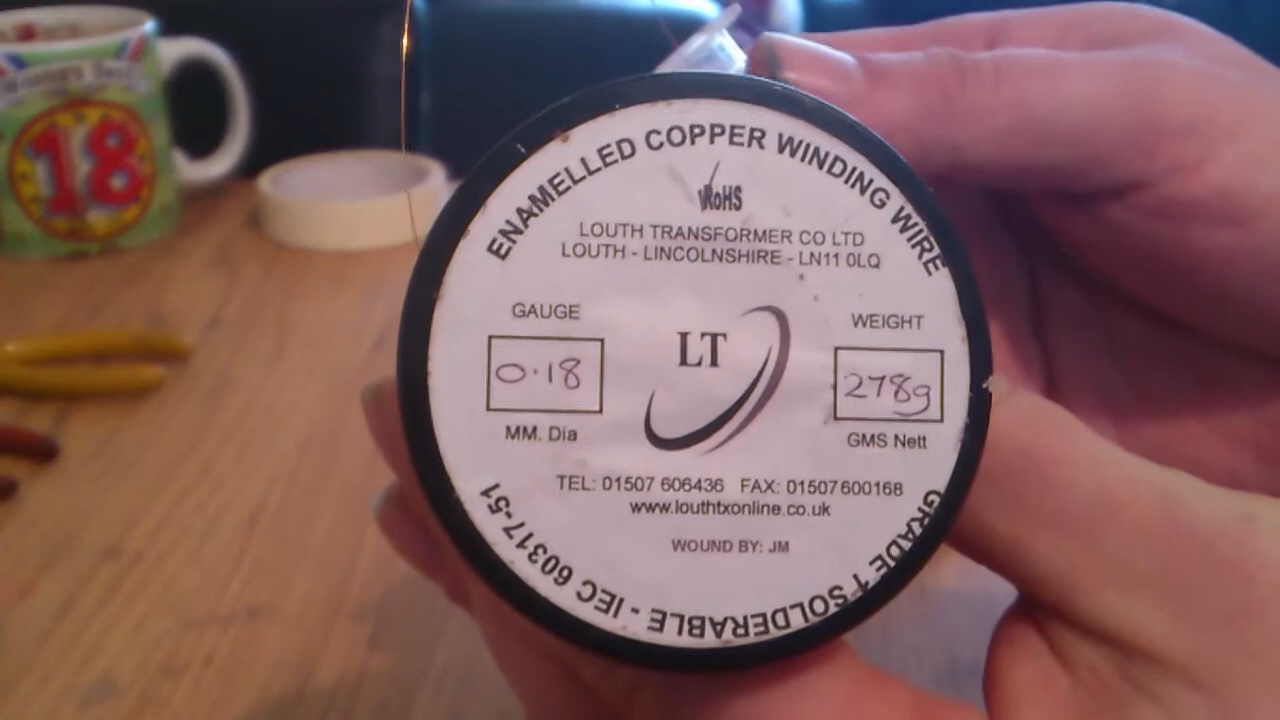 18
ENAMELLED COPPER WINDING WIRE
RoHS
LOUTH TRANSFORMER CO LTD
LOUTH - LINCOLNSHIRE - LN11 0LQ
GAUGE
0.18
MM. Dia
LT
WEIGHT
278g
GMS Nett
TEL: 01507 606436 FAX: 01507600168
www.louthtxonline.co.uk
WOUND BY: JM
GRADE 1 SOLDERABLE - IEC 60317-51